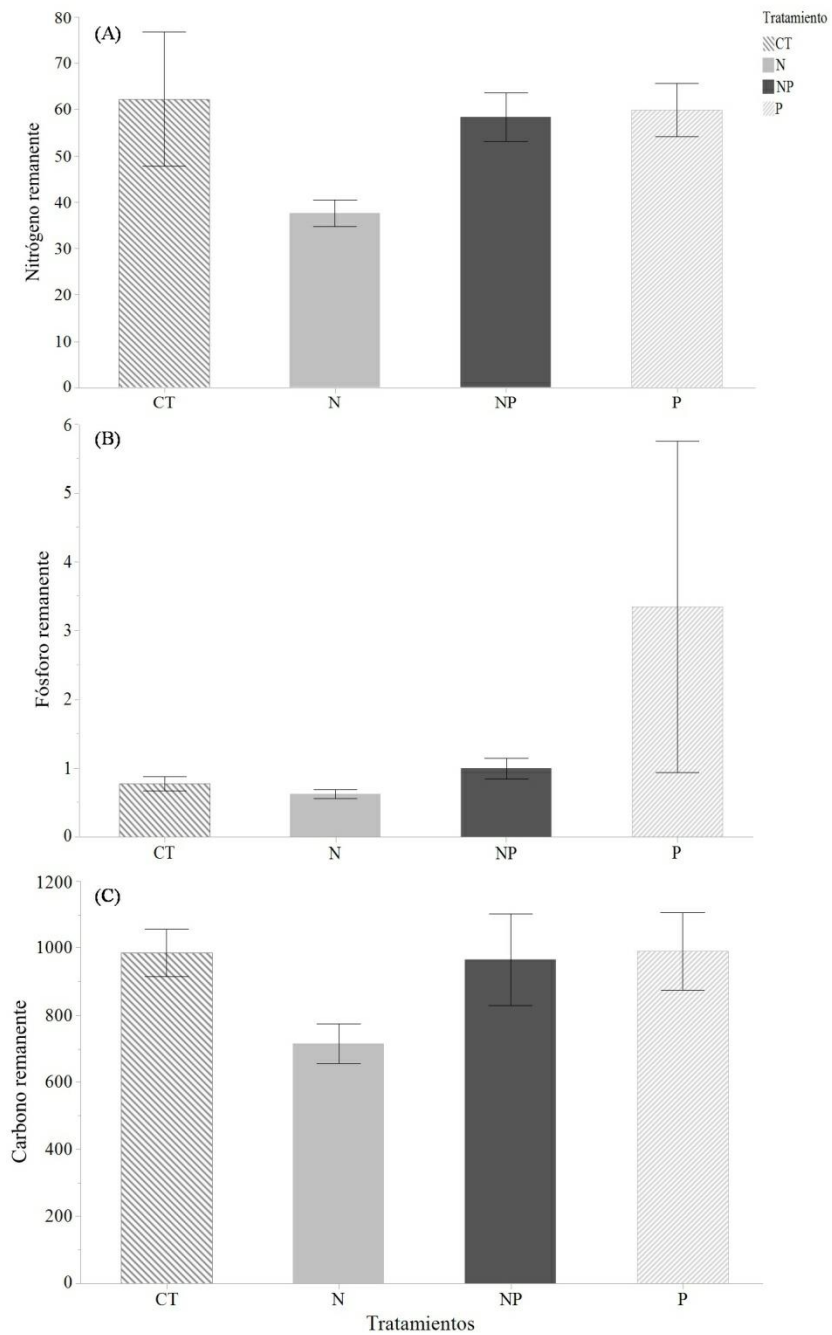 (A)
Tratamiento
CT
N
NP
P
Nitrógeno remanente
80
70
60
50
40
30
20
10
0
CT N NP P
(B)
Fósforo remanente
6
5
4
3
2
1
0
CT N NP P
(C)
Carbono remanente
1200
1000
800
600
400
200
0
CT N NP P
Tratamientos